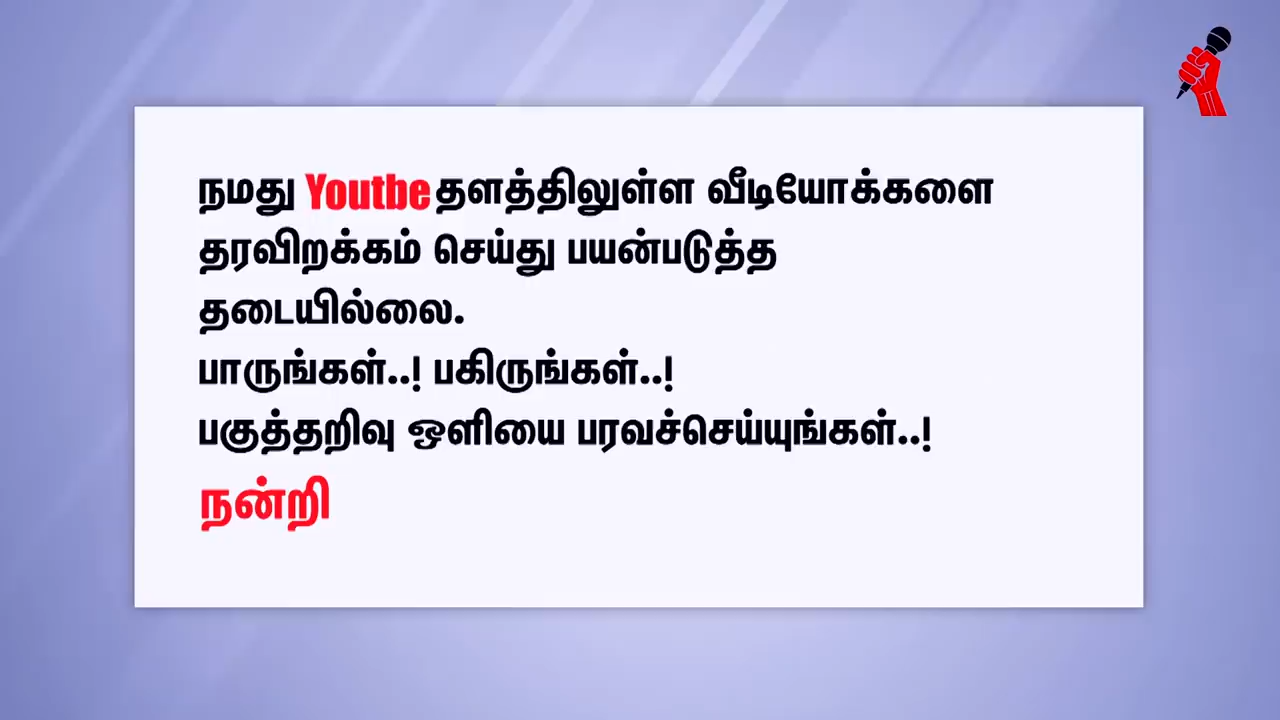 நமது Youtbe தளத்திலுள்ள வீடியோக்களை
தரவிறக்கம் செய்து பயன்படுத்த
தடையில்லை.
பாருங்கள்..! பகிருங்கள்..!
பகுத்தறிவு ஒளியை பரவச்செய்யுங்கள்..!
நன்றி